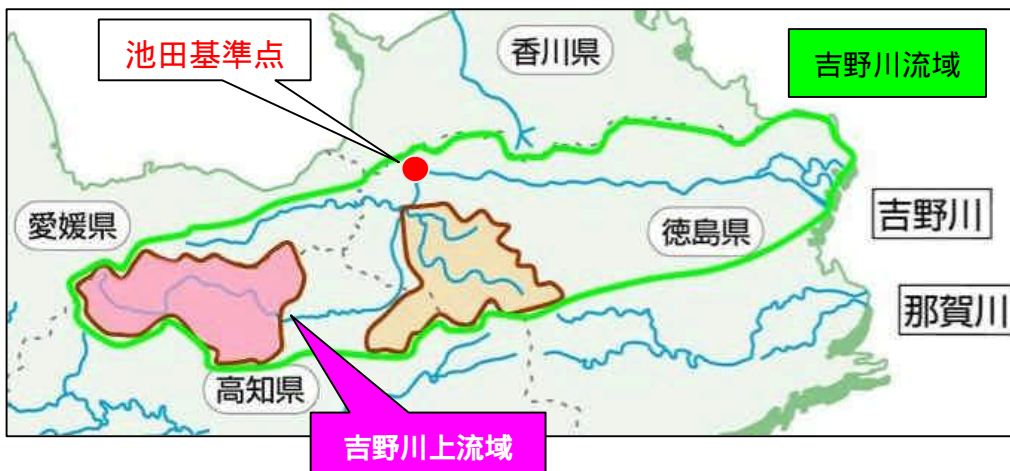 池田基準点
香川県
吉野川流域
愛媛県
徳島県
吉野川
那賀川
高知県
吉野川上流域